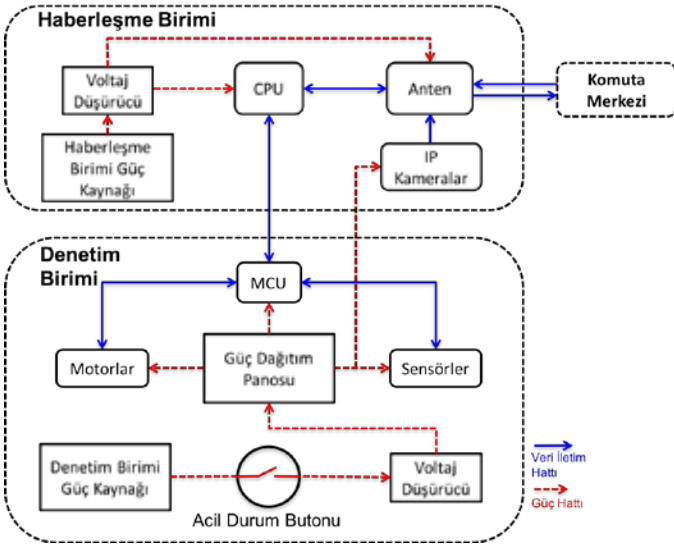 Haberleşme Birimi
Voltaj
Düşürücü
CPU
Anten
Komuta
Merkezi
Haberleşme
Birimi Güç
Kaynağı
IP
Kameralar
Denetim
Birimi
MCU
Motorlar
Güç Dağıtım
Panosu
Sensörler
Denetim Birimi
Güç Kaynağı
Voltaj
Düşürücü
Acil Durum Butonu
Veri İletim
Hattı
Güç Hattı